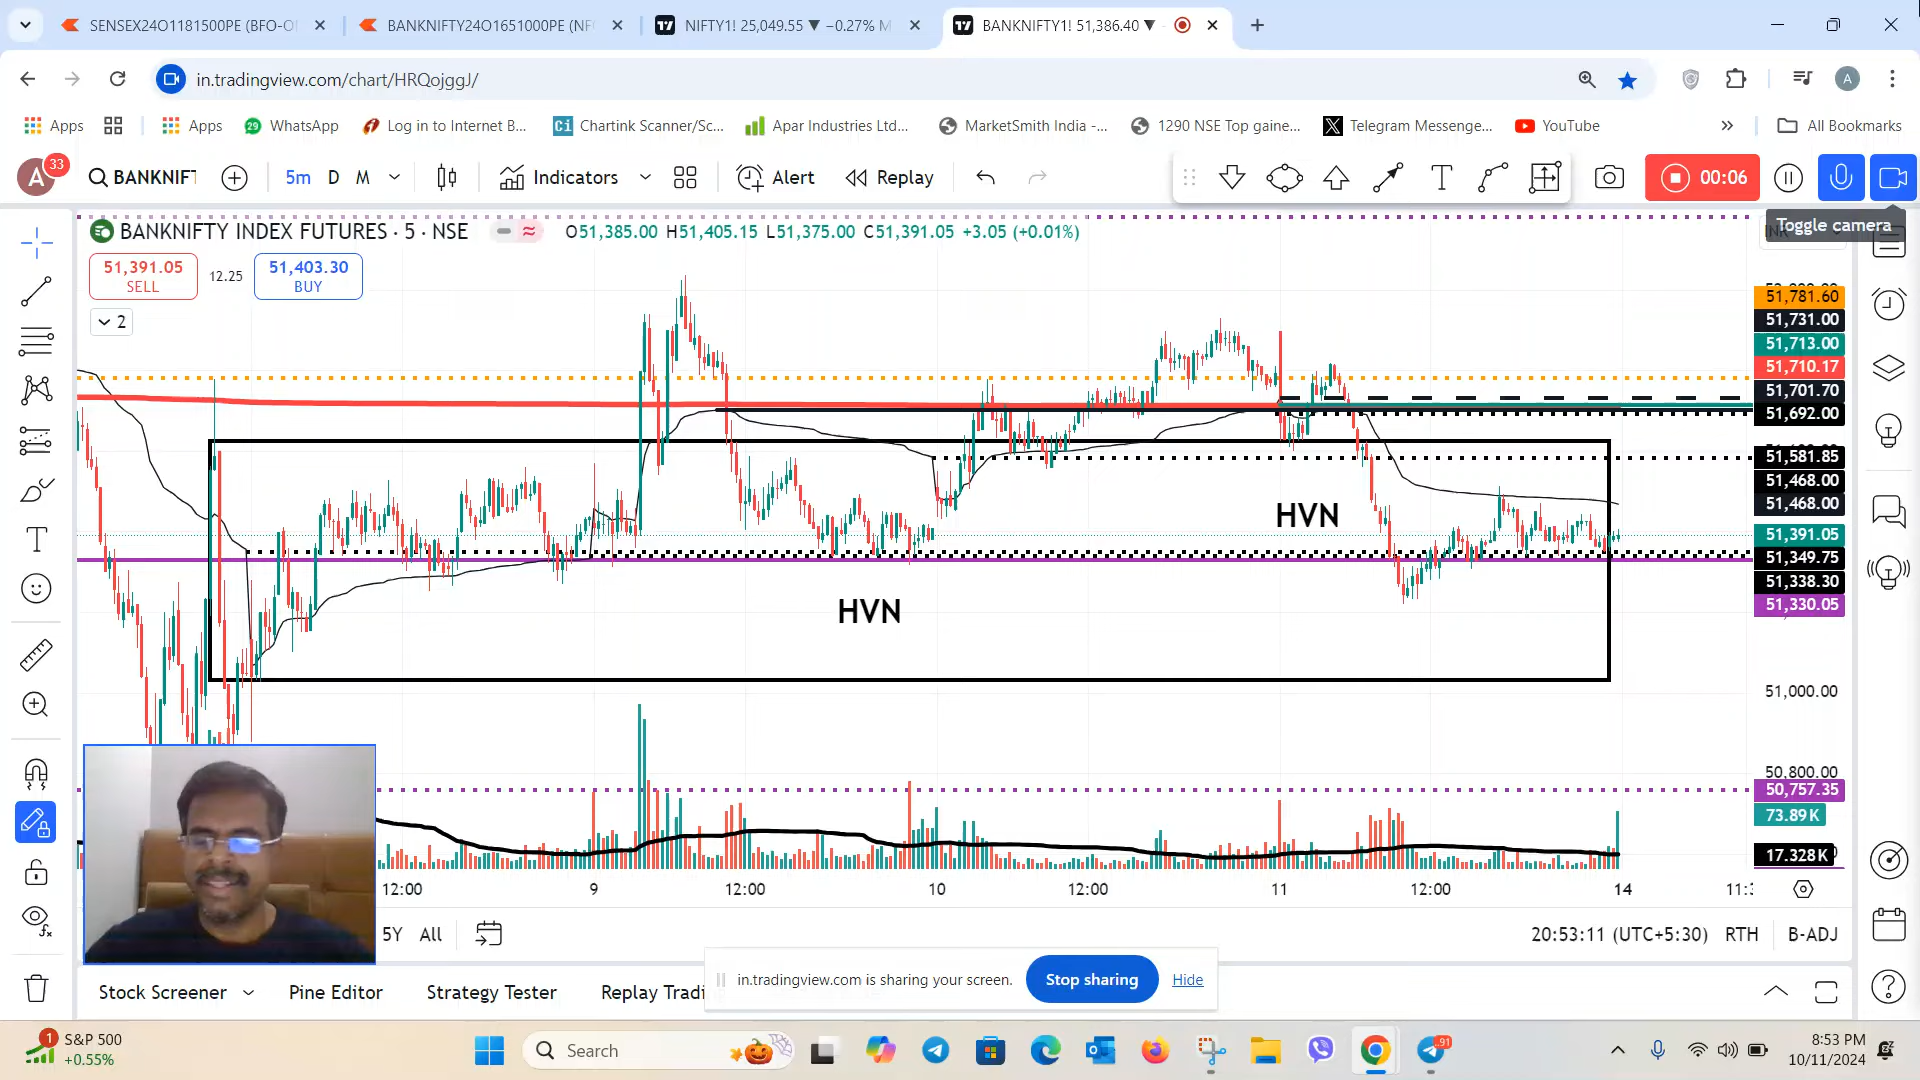 SENSEX24O1181500PE (BFO-O
BANKNIFTY24O1651000PE (NF
NIFTY1! 25,049.55 ▼ −0.27% M
BANKNIFTY1! 51,386.40 ▼
in.tradingview.com/chart/HRQojggJ/
A
Apps
Apps
29
WhatsApp
Log in to Internet B...
Ci
Chartink Scanner/Sc...
Apar Industries Ltd...
MarketSmith India -...
1290 NSE Top gaine...
Telegram Messenge...
YouTube
»
All Bookmarks
A
33
BANKNIFT
5m
D
M
Indicators
Alert
Replay
00:06
Toggle camera
BANKNIFTY INDEX FUTURES · 5 · NSE
O51,385.00 H51,405.15 L51,375.00 C51,391.05 +3.05 (+0.01%)
51,391.05
SELL
12.25
51,403.30
BUY
2
51,781.60
51,731.00
51,713.00
51,710.17
51,701.70
51,692.00
51,581.85
51,468.00
51,468.00
51,391.05
51,349.75
51,338.30
51,330.05
51,000.00
50,800.00
50,757.35
73.89K
17.328K
HVN
HVN
12:00
9
12:00
10
12:00
11
12:00
14
5Y
All
20:53:11 (UTC+5:30)
RTH
B-ADJ
in.tradingview.com is sharing your screen.
Stop sharing
Hide
Stock Screener
Pine Editor
Strategy Tester
Replay Tradi
1
S&P 500
+0.55%
Search
91
8:53 PM
10/11/2024